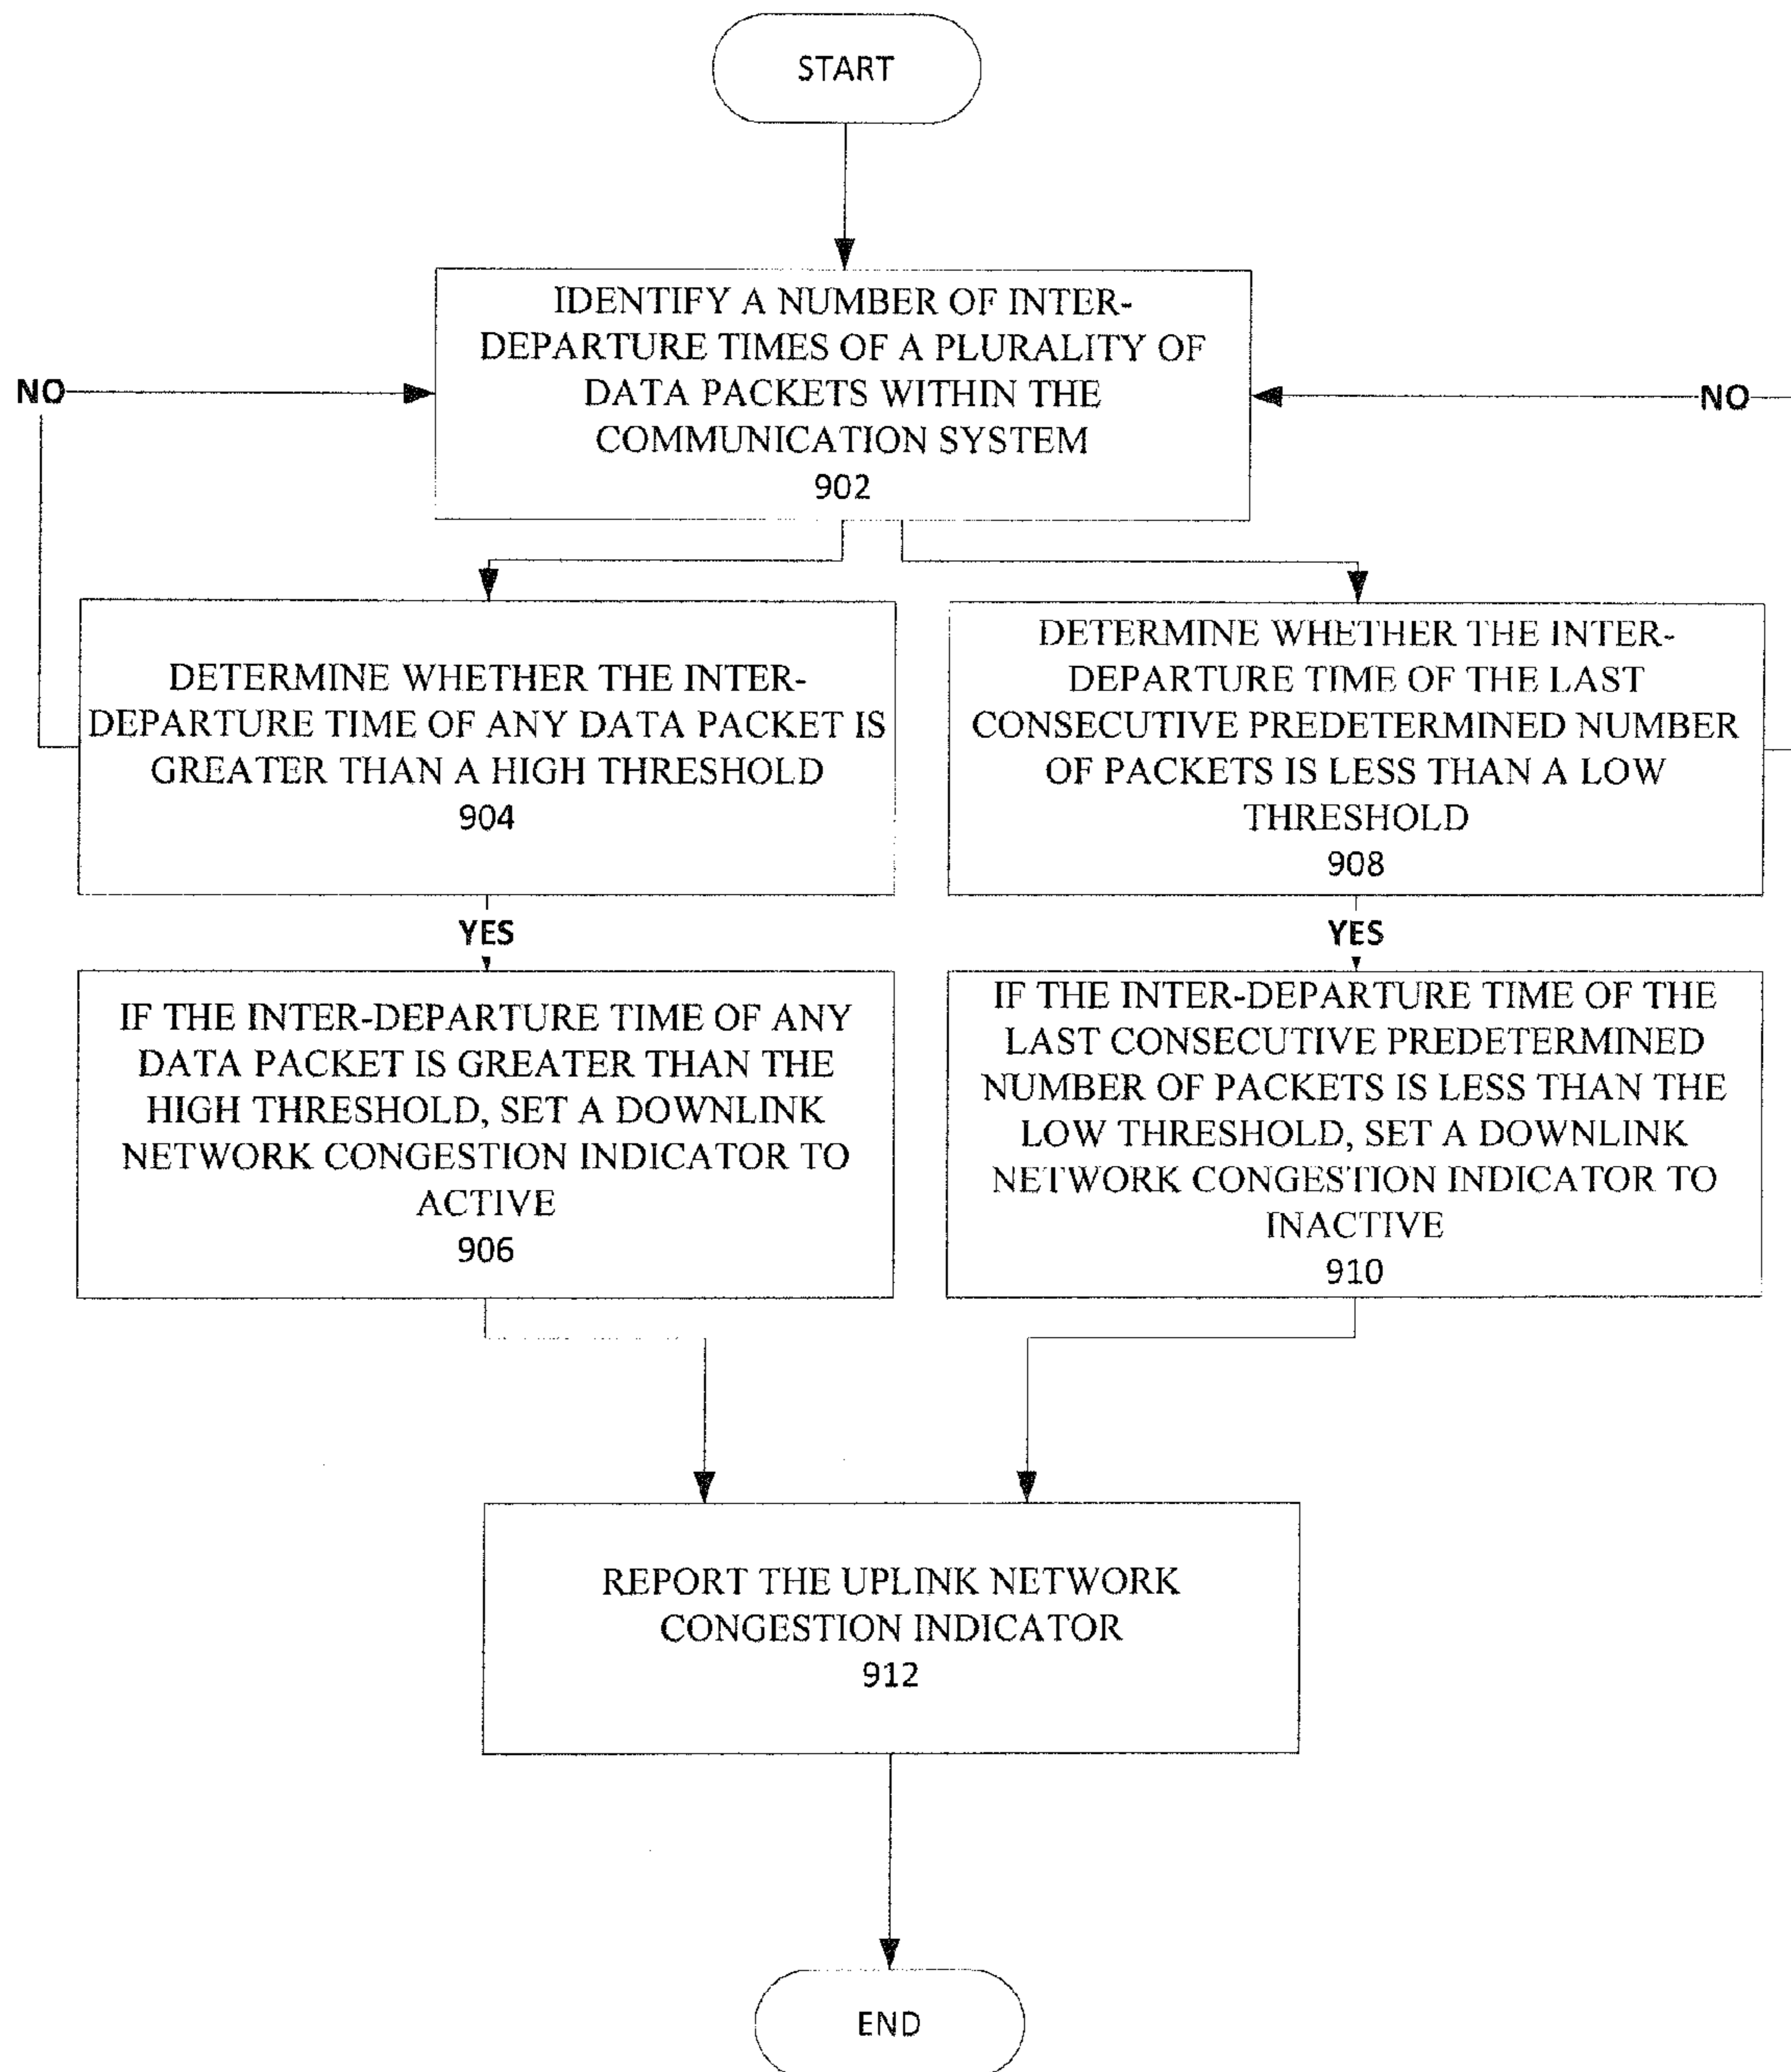 START
IDENTIFY A NUMBER OF INTER-
DEPARTURE TIMES OF A PLURALITY OF
DATA PACKETS WITHIN THE
COMMUNICATION SYSTEM
902
NO
NO
DETERMINE WHETHER THE INTER-
DEPARTURE TIME OF ANY DATA PACKET IS
GREATER THAN A HIGH THRESHOLD
904
DETERMINE WHETHER THE INTER-
DEPARTURE TIME OF THE LAST
CONSECUTIVE PREDETERMINED NUMBER
OF PACKETS IS LESS THAN A LOW
THRESHOLD
908
YES
YES
IF THE INTER-DEPARTURE TIME OF ANY
DATA PACKET IS GREATER THAN THE
HIGH THRESHOLD, SET A DOWNLINK
NETWORK CONGESTION INDICATOR TO
ACTIVE
906
IF THE INTER-DEPARTURE TIME OF THE
LAST CONSECUTIVE PREDETERMINED
NUMBER OF PACKETS IS LESS THAN THE
LOW THRESHOLD, SET A DOWNLINK
NETWORK CONGESTION INDICATOR TO
INACTIVE
910
REPORT THE UPLINK NETWORK
CONGESTION INDICATOR
912
END